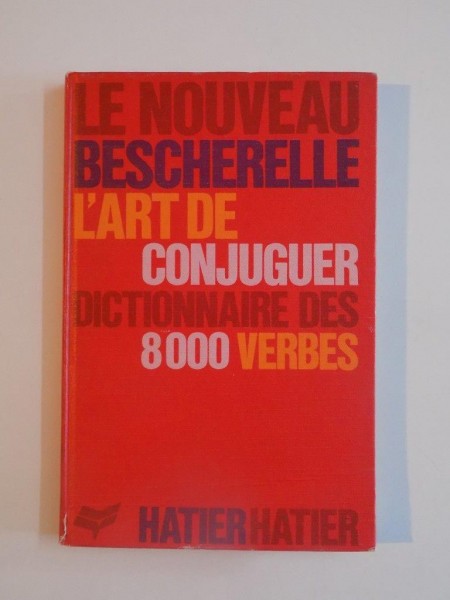 LE NOUVEAU
BESCHERELLE
L'ART DE
CONJUGUER
DICTIONNAIRE DES
8000 VERBES
HATIER HATIER